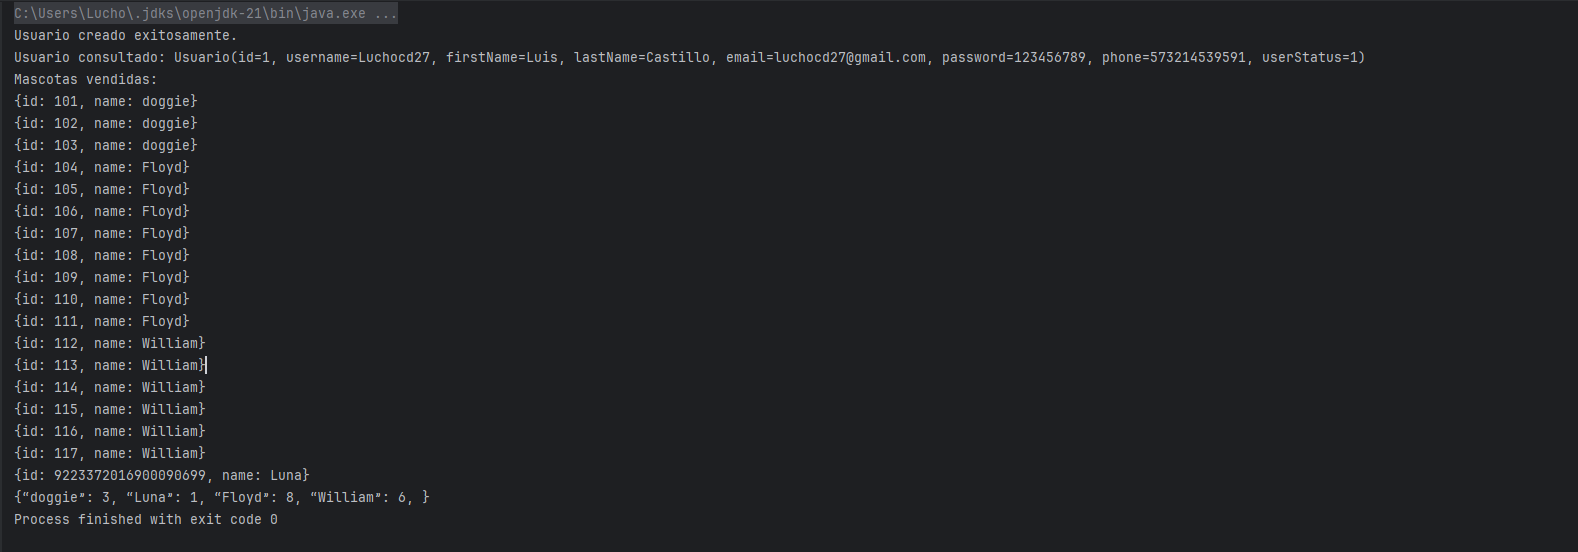 C:\Users\Lucho\.jdks\openjdk-21\bin\java.exe ...
Usuario creado exitosamente.
Usuario consultado: Usuario(id=1, username=Luchocd27, firstName=Luis, lastName=Castillo, email=luchocd27@gmail.com, password=123456789, phone=573214539591, userStatus=1)
Mascotas vendidas:
{id: 101, name: doggie}
{id: 102, name: doggie}
{id: 103, name: doggie}
{id: 104, name: Floyd}
{id: 105, name: Floyd}
{id: 106, name: Floyd}
{id: 107, name: Floyd}
{id: 108, name: Floyd}
{id: 109, name: Floyd}
{id: 110, name: Floyd}
{id: 111, name: Floyd}
{id: 112, name: William}
{id: 113, name: William}
{id: 114, name: William}
{id: 115, name: William}
{id: 116, name: William}
{id: 117, name: William}
{id: 9223372016900090699, name: Luna}
{“doggie”: 3, “Luna”: 1, “Floyd”: 8, “William”: 6, }
Process finished with exit code 0